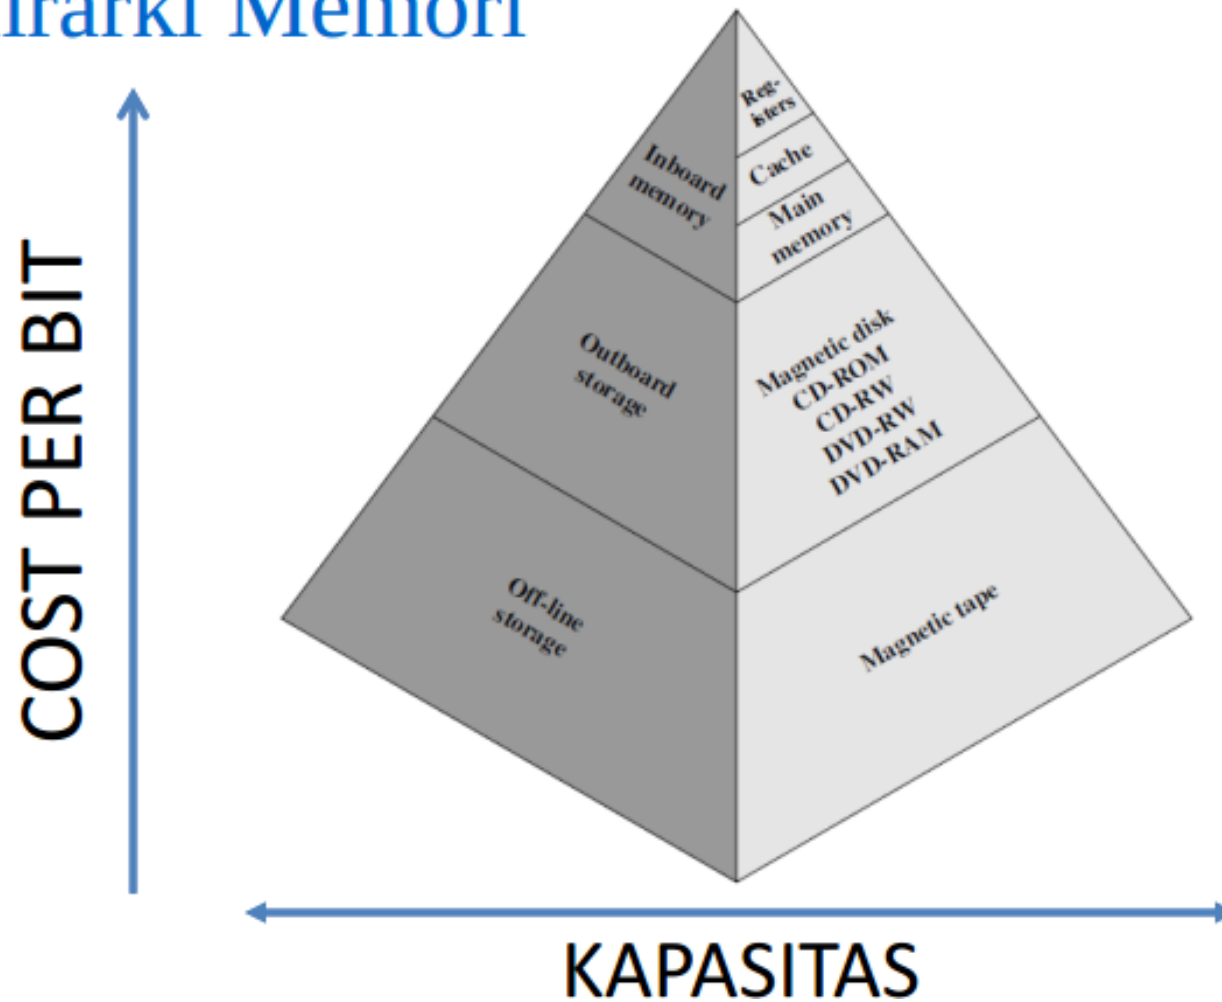 irarki Memori
COST PER BIT
Inboard
memory
Reg-
isters
Cache
Main
memory
Outboard
storage
Magnetic disk
CD-ROM
CD-RW
DVD-RW
DVD-RAM
Off-line
storage
Magnetic tape
KAPASITAS